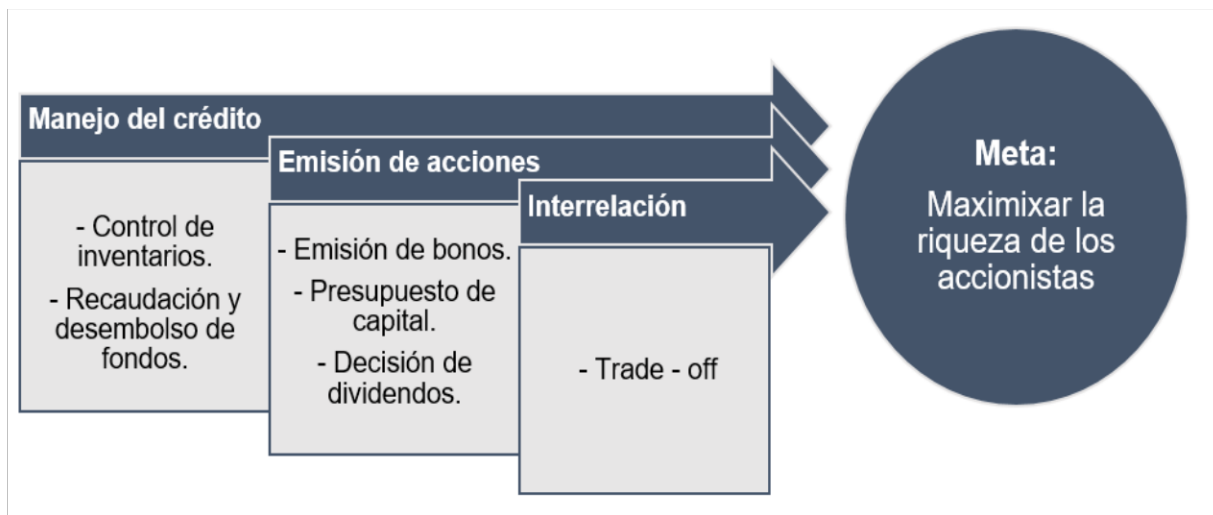 Manejo del crédito
- Control de
inventarios.
- Recaudación y
desembolso de
fondos.
Emisión de acciones
- Emisión de bonos.
- Presupuesto de
capital.
- Decisión de
dividendos.
Interrelación
- Trade - off
Meta:
Maximixar la
riqueza de los
accionistas